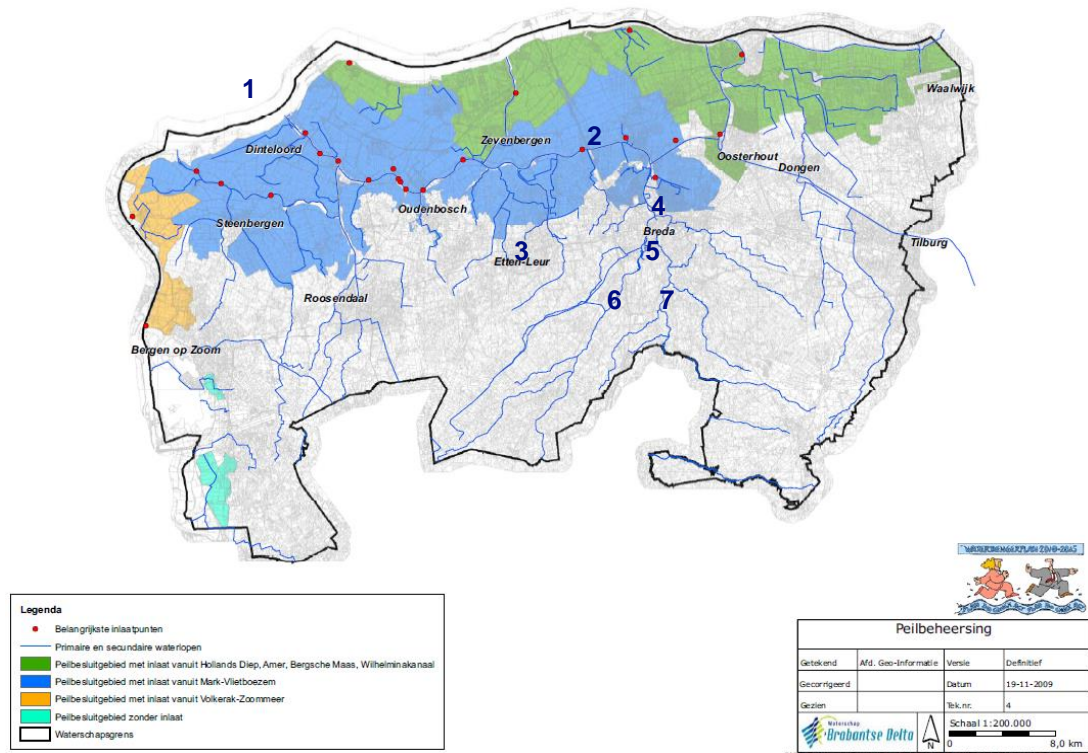 1
Waalwijk
Zevenbergen
2
Dinteloord
Oosterhout
Dongen
Oudenbosch
4
Steenbergen
Breda
Tilburg
3
5
Etten-Leur
Roosendaal
6
7
Bergen op Zoom
WATERBEHEERPLAN 2010-2015
Legenda
Belangrijkste inlaatpunten
Primaire en secundaire waterlopen
Peilbesluitgebied met inlaat vanuit Hollands Diep, Amer, Bergsche Maas, Wilhelminakanaal
Peilbesluitgebied met inlaat vanuit Mark-Vlietboezem
Peilbesluitgebied met inlaat vanuit Volkerak-Zoommeer
Peilbesluitgebied zonder inlaat
Waterschapsgrens
Peilbeheersing
Getekend Afd. Geo-Informatie Versie Definitief
Gecorrigeerd Datum 19-11-2009
Gezien Tek.nr. 4
Waterschap
Brabantse Delta
N
Schaal 1:200.000
0 8,0 km